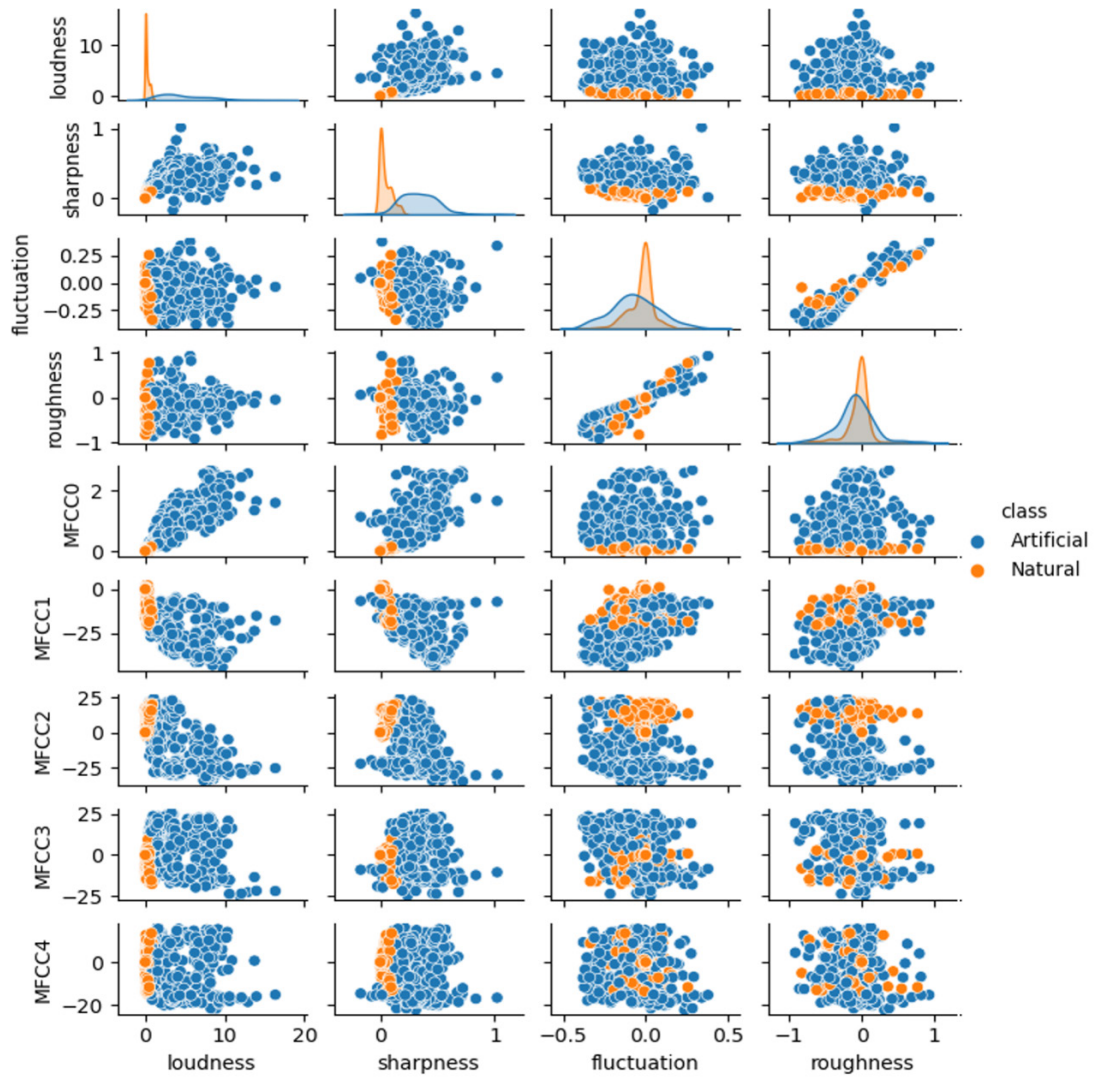 loudness
10
0
sharpness
1
0
fluctuation
0.25
0.00
−0.25
roughness
1
0
−1
MFCC0
2
0
class
Artificial
Natural
MFCC1
0
−25
MFCC2
25
0
−25
MFCC3
25
0
−25
MFCC4
0
−20
0 10 20
0 1
−0.5 0.0 0.5
−1 0 1
loudness sharpness fluctuation roughness